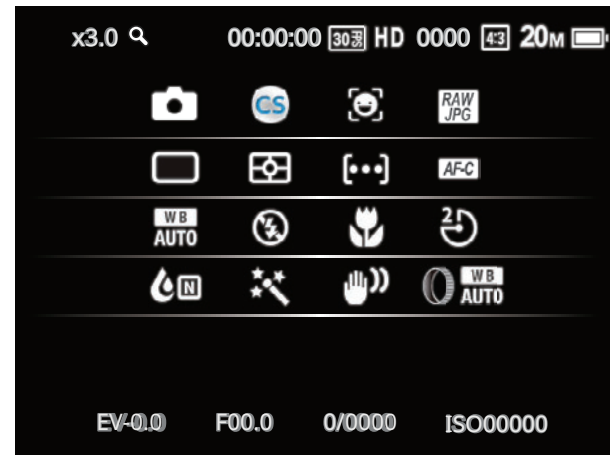 x3.0 00:00:00 30 FPS HD 0000 4:3 20M
CS RAW JPG
AF-C
WB AUTO 2
N WB AUTO
EV-0.0 F00.0 0/0000 ISO00000